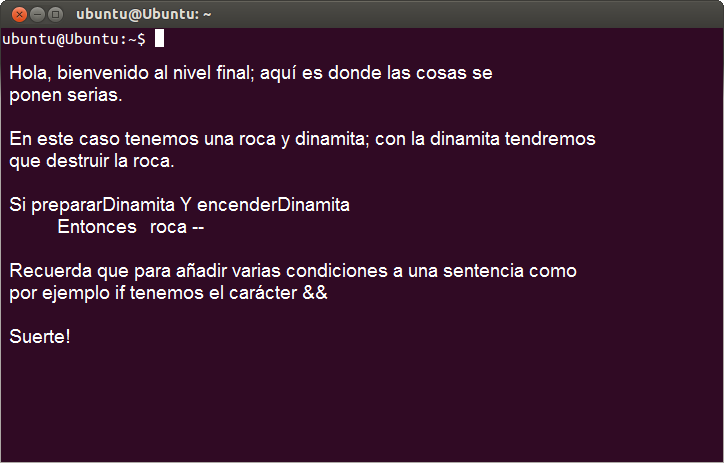 ubuntu@Ubuntu: ~
ubuntu@Ubuntu:~$
Hola, bienvenido al nivel final; aquí es donde las cosas se
ponen serias.
En este caso tenemos una roca y dinamita; con la dinamita tendremos
que destruir la roca.
Si prepararDinamita Y encenderDinamita
Entonces roca --
Recuerda que para añadir varias condiciones a una sentencia como
por ejemplo if tenemos el carácter &&
Suerte!